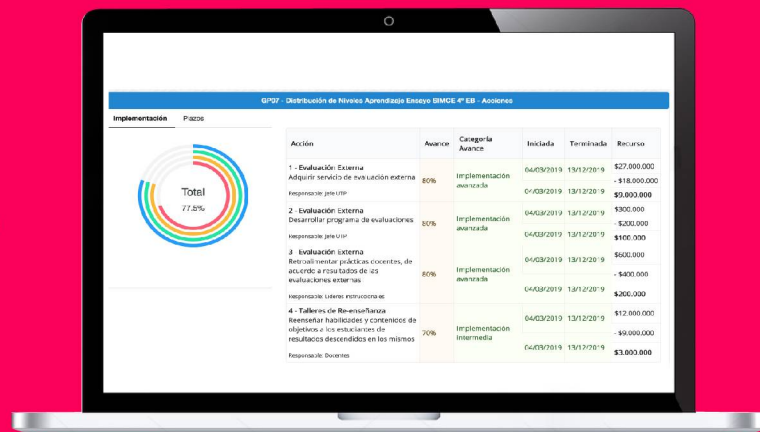 GP07 - Distribución de Niveles Aprendizaje Ensayo SIMCE 4º EB - Acciones
Implementación Plazos
Total
77.5%
Acción Avance Categoría Avance Iniciada Terminada Recurso
1 - Evaluación Externa
Adquirir servicio de evaluación externa
Responsable: Jefe UTP
80%
Implementación
avanzada
04/03/2019 13/12/2019
04/03/2019 13/12/2019
$27.000.000
- $18.000.000
$9.000.000
2 - Evaluación Externa
Desarrollar programa de evaluaciones
Responsable: Jefe UTP
80%
Implementación
avanzada
04/03/2019 13/12/2019
04/03/2019 13/12/2019
$300.000
- $200.000
$100.000
3 - Evaluación Externa
Retroalimentar prácticas docentes, de
acuerdo a resultados de las
evaluaciones externas
Responsable: Líderes instruccionales
80%
Implementación
avanzada
04/03/2019 13/12/2019
04/03/2019 13/12/2019
$600.000
- $400.000
$200.000
4 - Talleres de Re-enseñanza
Reenseñar habilidades y contenidos de
objetivos a los estudiantes de
resultados descendidos en los mismos
Responsable: Docentes
70%
Implementación
Intermedia
04/03/2019 13/12/2019
04/03/2019 13/12/2019
$12.000.000
- $9.000.000
$3.000.000